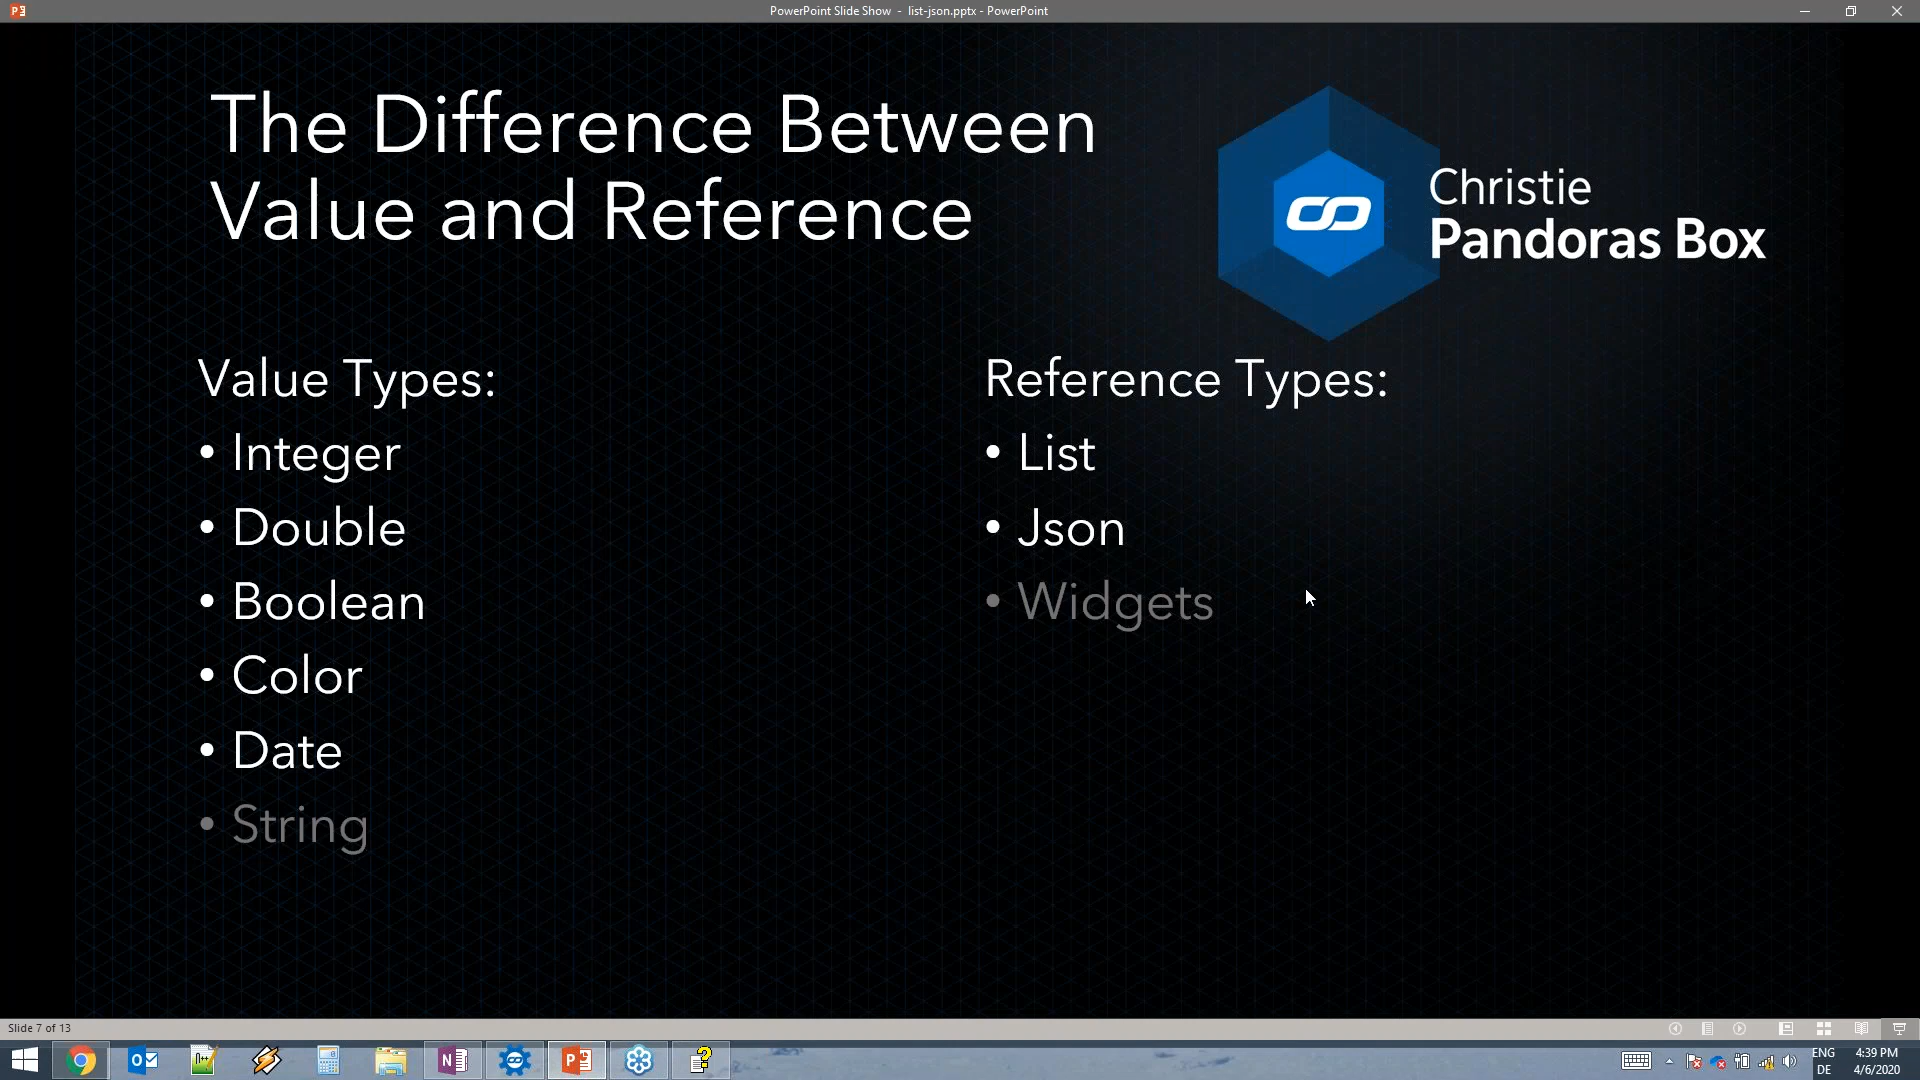 PowerPoint Slide Show - list-json.pptx - PowerPoint
The Difference Between
Value and Reference
Christie
Pandoras Box
Value Types:
• Integer
• Double
• Boolean
• Color
• Date
• String
Reference Types:
• List
• Json
• Widgets
Slide 7 of 13
ENG
DE
4:39 PM
4/6/2020